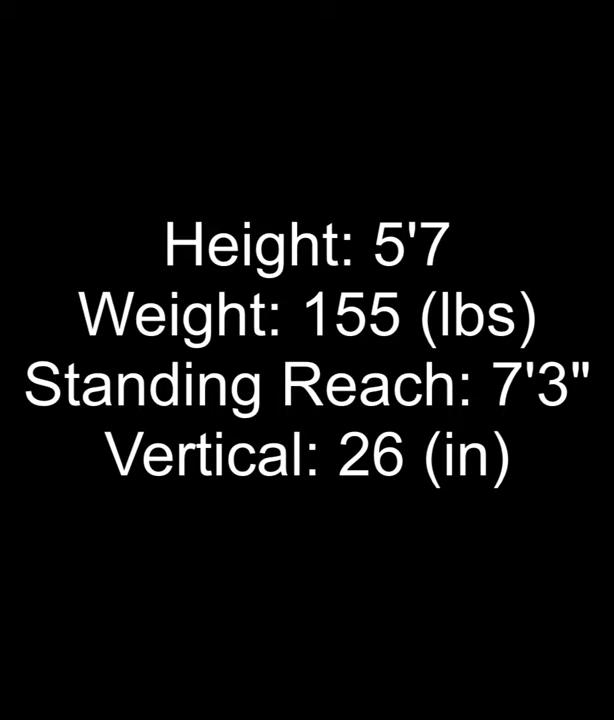 Height: 5'7
Weight: 155 (lbs)
Standing Reach: 7'3"
Vertical: 26 (in)